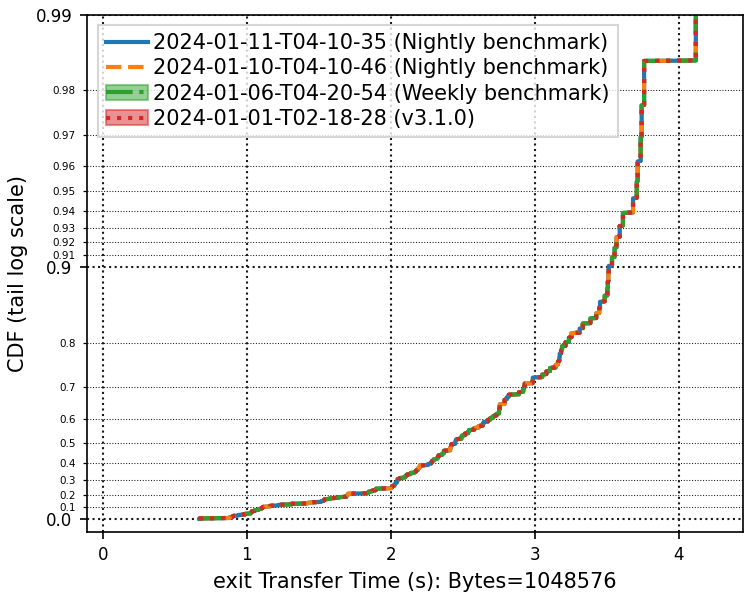 0.99
2024-01-11-T04-10-35 (Nightly benchmark)
2024-01-10-T04-10-46 (Nightly benchmark)
2024-01-06-T04-20-54 (Weekly benchmark)
2024-01-01-T02-18-28 (v3.1.0)
0.98
0.97
0.96
0.95
0.94
0.93
0.92
0.91
0.9
0.8
0.7
0.6
0.5
0.4
0.3
0.2
0.1
0.0
CDF (tail log scale)
0 1 2 3 4
exit Transfer Time (s): Bytes=1048576